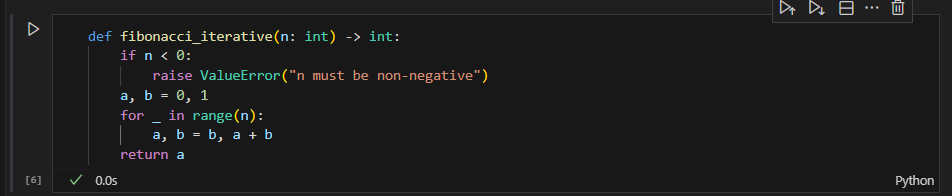 def fibonacci_iterative(n: int) -> int:
    if n < 0:
        raise ValueError("n must be non-negative")
    a, b = 0, 1
    for _ in range(n):
        a, b = b, a + b
    return a
[6] 0.0s Python